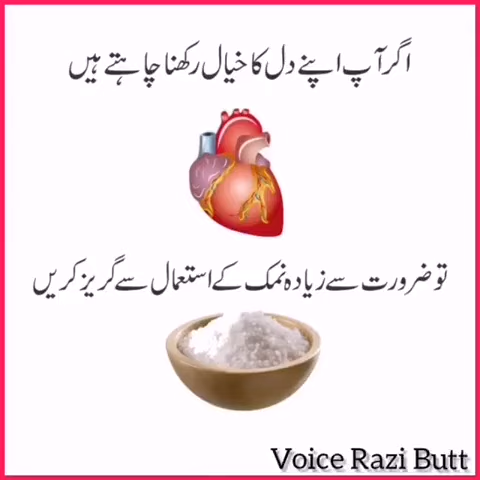 اگر آپ اپنے دل کا خیال رکھنا چاہتے ہیں
تو ضرورت سے زیادہ نمک کے استعمال سے گریز کریں
Voice Razi Butt